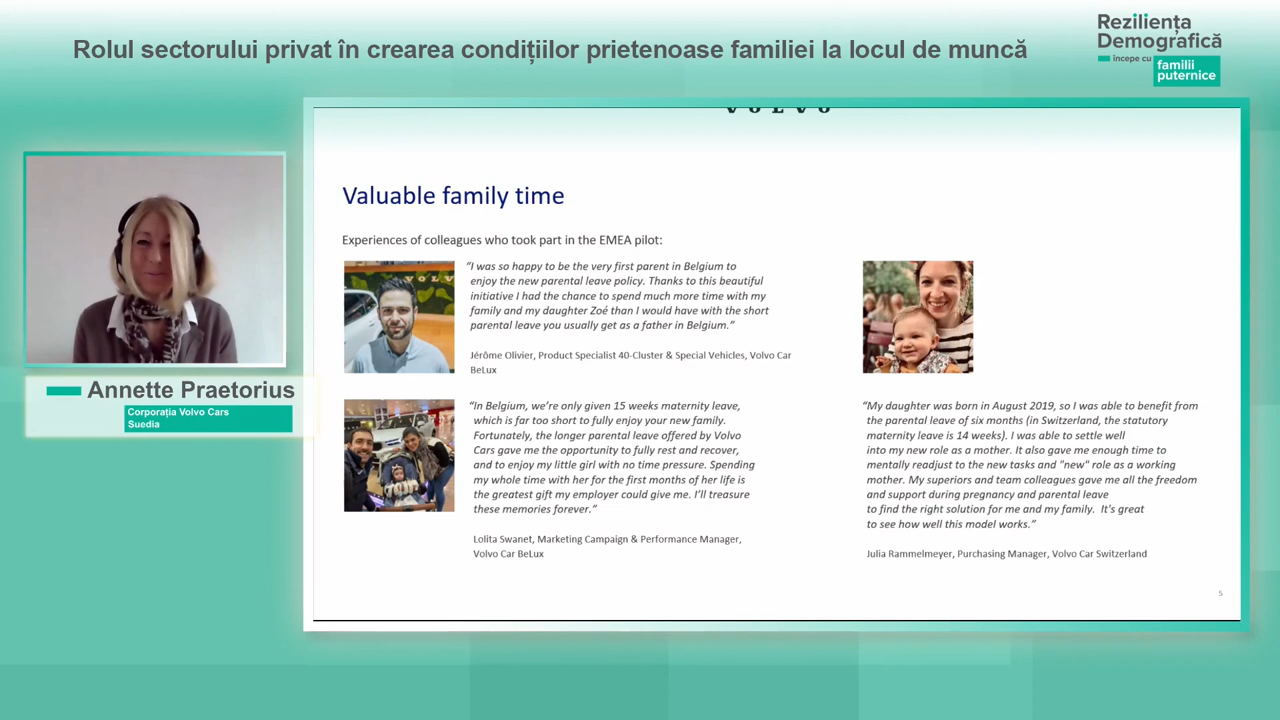 Rolul sectorului privat în crearea condițiilor prietenoase familiei la locul de muncă
Reziliența
Demografică
începe cu
familii
puternice
VOLVO
Annette Praetorius
Corporația Volvo Cars
Suedia
Valuable family time
Experiences of colleagues who took part in the EMEA pilot:
“I was so happy to be the very first parent in Belgium to
enjoy the new parental leave policy. Thanks to this beautiful
initiative I had the chance to spend much more time with my
family and my daughter Zoé than I would have with the short
parental leave you usually get as a father in Belgium.”
Jérôme Olivier, Product Specialist 40-Cluster & Special Vehicles, Volvo Car
BeLux
“In Belgium, we’re only given 15 weeks maternity leave,
which is far too short to fully enjoy your new family.
Fortunately, the longer parental leave offered by Volvo
Cars gave me the opportunity to fully rest and recover,
and to enjoy my little girl with no time pressure. Spending
my whole time with her for the first months of her life is
the greatest gift my employer could give me. I’ll treasure
these memories forever.”
Lolita Swanet, Marketing Campaign & Performance Manager,
Volvo Car BeLux
“My daughter was born in August 2019, so I was able to benefit from
the parental leave of six months (in Switzerland, the statutory
maternity leave is 14 weeks). I was able to settle well
into my new role as a mother. It also gave me enough time to
mentally readjust to the new tasks and "new" role as a working
mother. My superiors and team colleagues gave me all the freedom
and support during pregnancy and parental leave
to find the right solution for me and my family.  It's great
to see how well this model works.”
Julia Rammelmeyer, Purchasing Manager, Volvo Car Switzerland
5